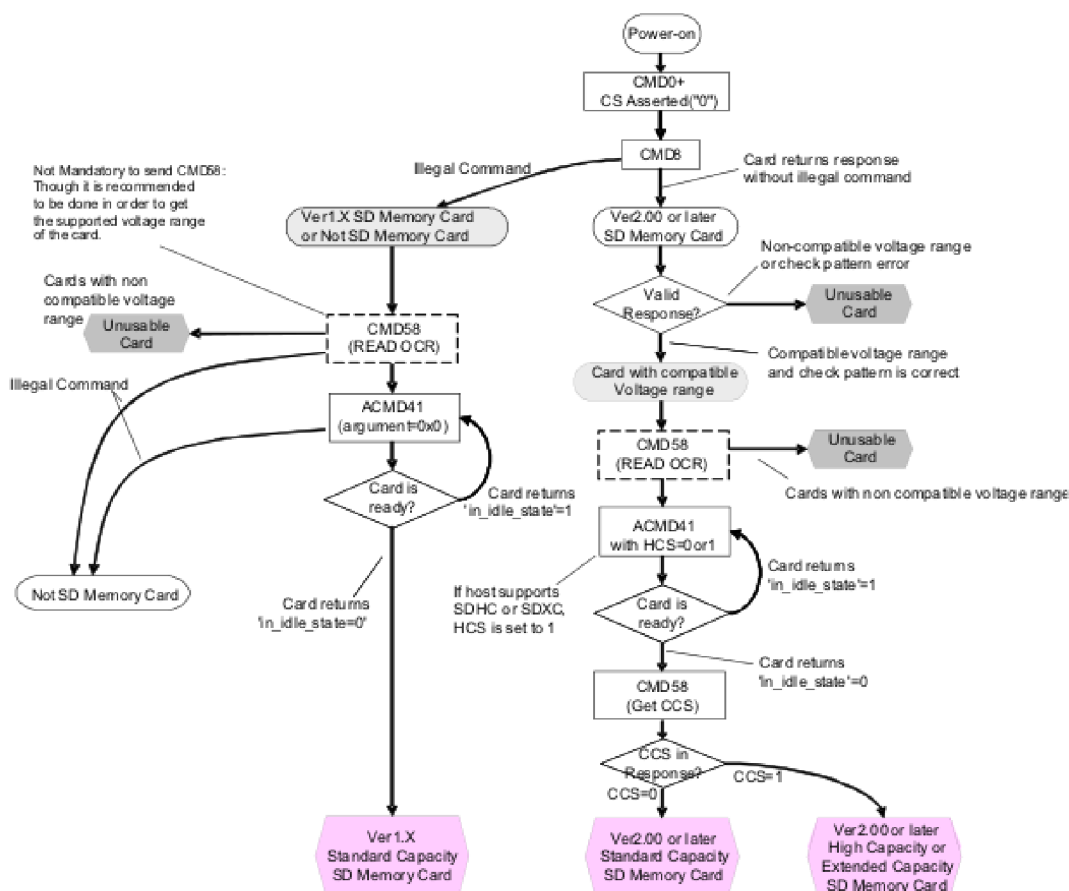 Power-on
CMD0+
CS Asserted("0")
CMD8
Illegal Command
Card returns response
without illegal command
Not Mandatory to send CMD58:
Though it is recommended
to be done in order to get
the supported voltage range
of the card.
Ver1.X SD Memory Card
or Not SD Memory Card
Ver2.00 or later
SD Memory Card
Non-compatible voltage range
or check pattern error
Cards with non
compatible voltage
range
Unusable
Card
CMD58
(READ OCR)
Valid
Response?
Unusable
Card
Compatible voltage range
and check pattern is correct
Card with compatible
Voltage range
Illegal Command
ACMD41
(argument=0x0)
CMD58
(READ OCR)
Unusable
Card
Cards with non compatible voltage range
Card is
ready?
Card returns
'in_idle_state'=1
ACMD41
with HCS=0 or 1
Card returns
'in_idle_state'=1
Not SD Memory Card
Card returns
'in_idle_state=0'
If host supports
SDHC or SDXC,
HCS is set to 1
Card is
ready?
Card returns
'in_idle_state'=0
CMD58
(Get CCS)
CCS in
Response?
CCS=0
CCS=1
Ver1.X
Standard Capacity
SD Memory Card
Ver2.00 or later
Standard Capacity
SD Memory Card
Ver2.00 or later
High Capacity or
Extended Capacity
SD Memory Card